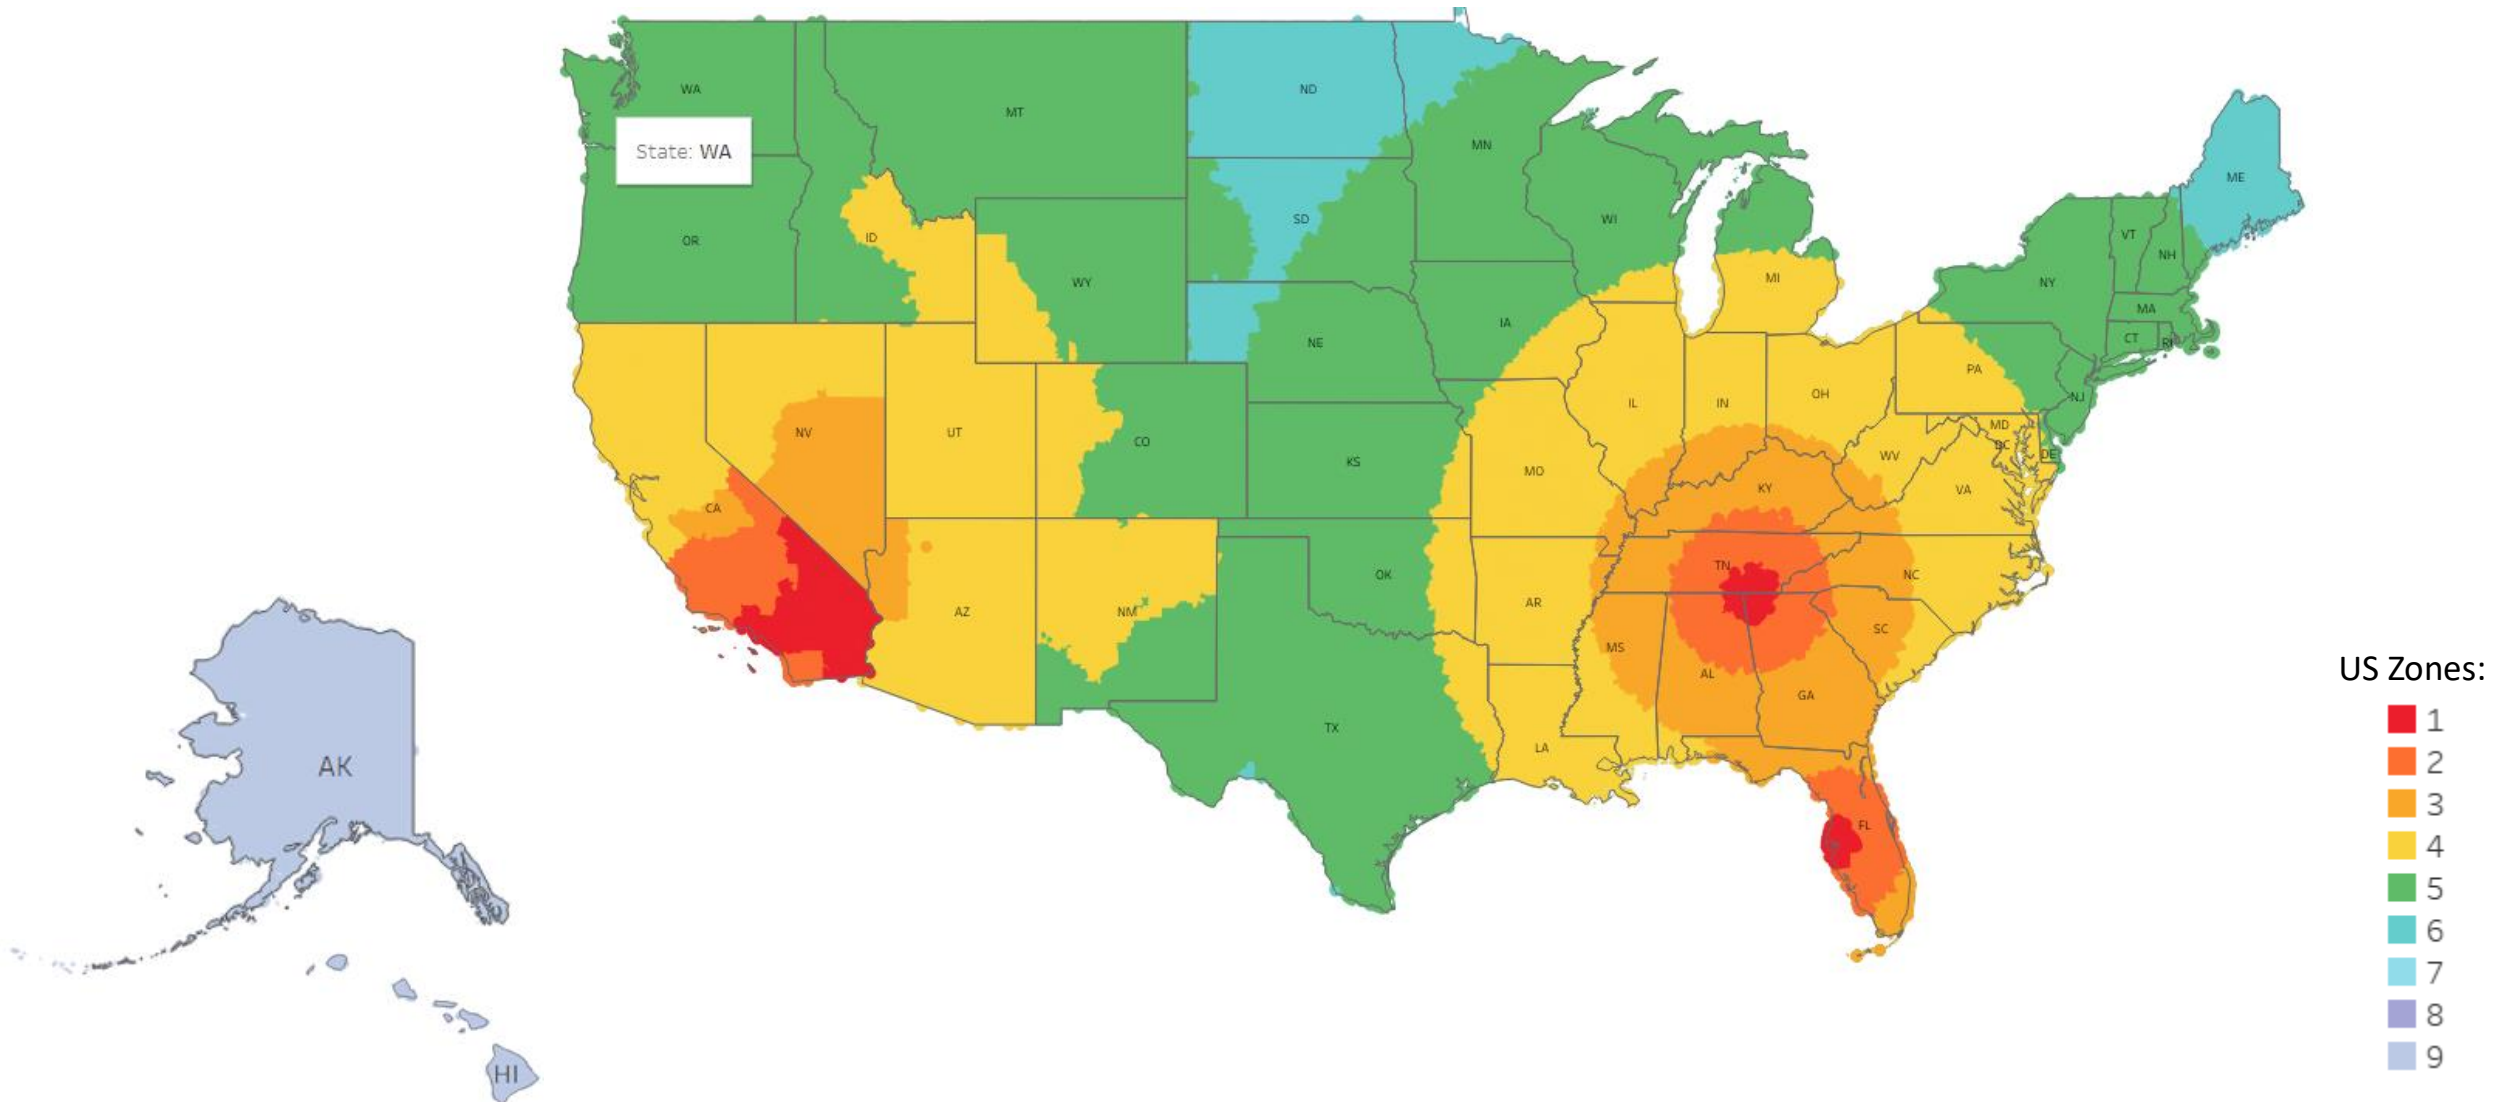 WA
MT
ND
MN
State: WA
ME
OR
ID
SD
WI
VT
NH
WY
MI
NY
IA
NE
MA
CT
RI
PA
NJ
NV
UT
CO
KS
MO
IL
IN
OH
WV
MD
DC
DE
VA
KY
CA
AZ
NM
OK
AR
TN
NC
SC
MS
AL
GA
TX
LA
FL
AK
HI
US Zones:
1
2
3
4
5
6
7
8
9